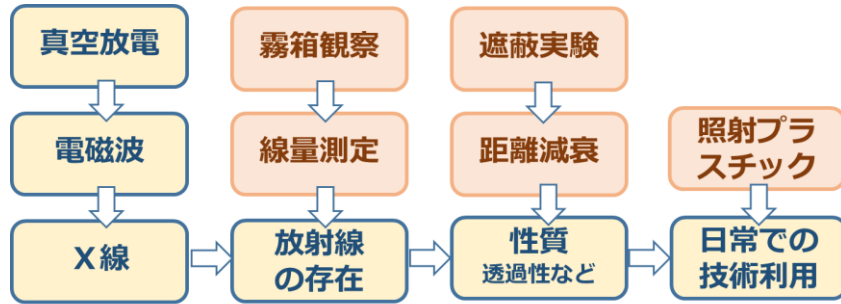 真空放電
霧箱観察
遮蔽実験
電磁波
線量測定
距離減衰
照射プラ
スチック
X線
放射線
の存在
性質
透過性など
日常での
技術利用